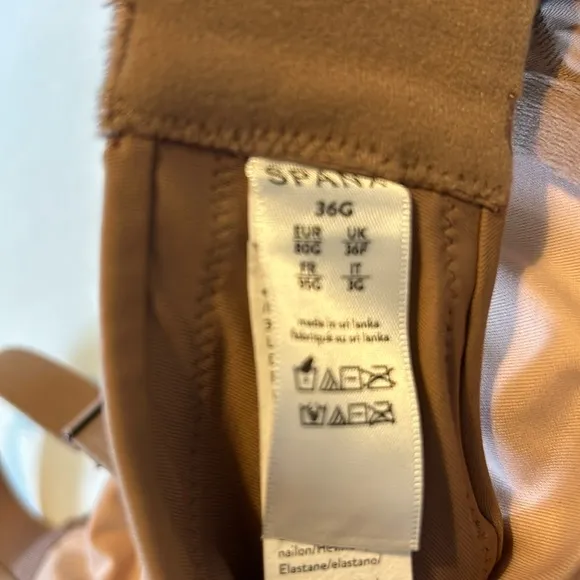 SPANX
36G
EUR UK
80G 36F
FR IT
95G 3G
made in sri lanka
fabriqué au sri lanka
Elastane/elastano/